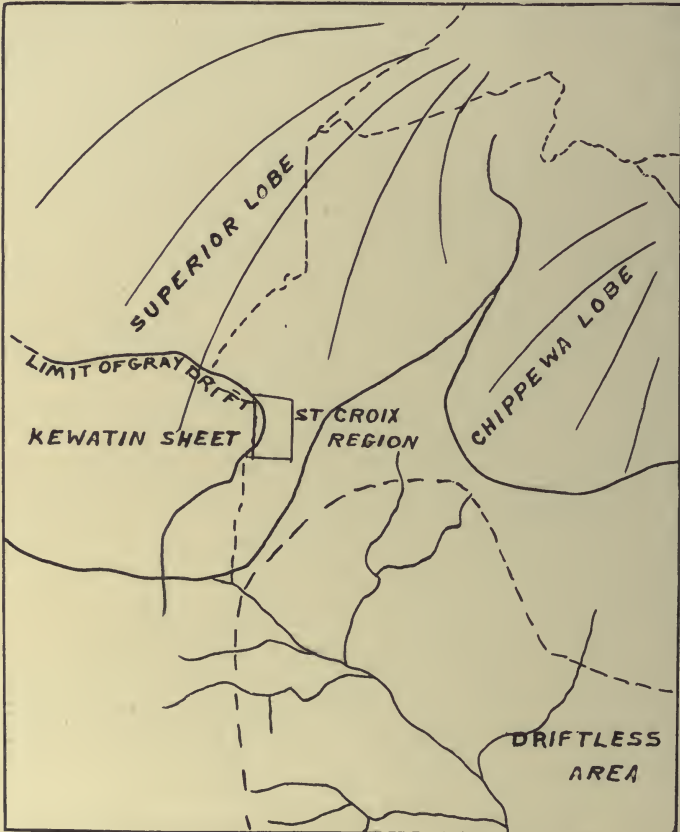 SUPERIOR LOBE
CHIPPEWA LOBE
LIMIT OF GRAY DRIFT
KEWATIN SHEET
ST CROIX
REGION
DRIFTLESS
AREA